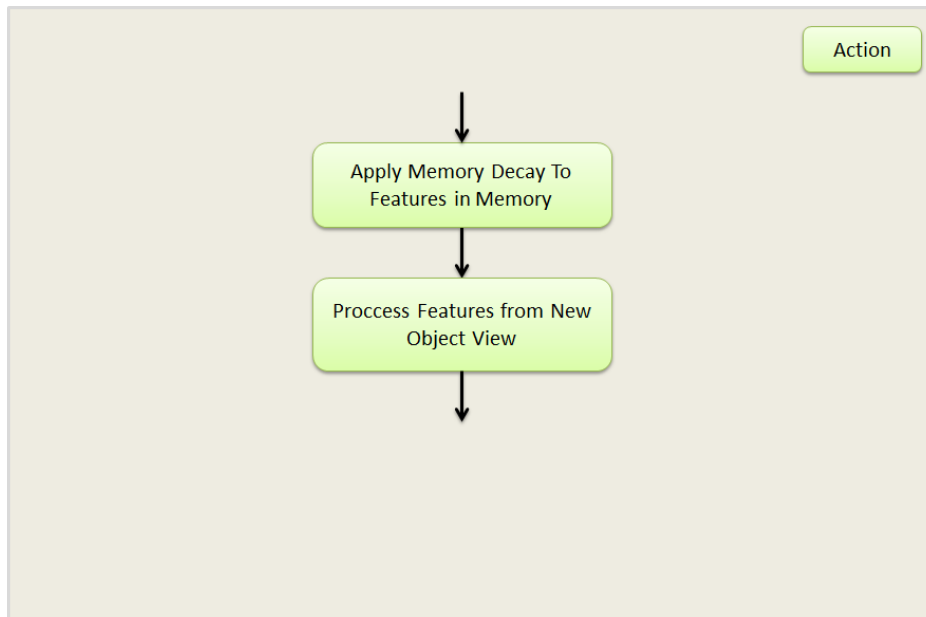 Action
Apply Memory Decay To
Features in Memory
Proccess Features from New
Object View